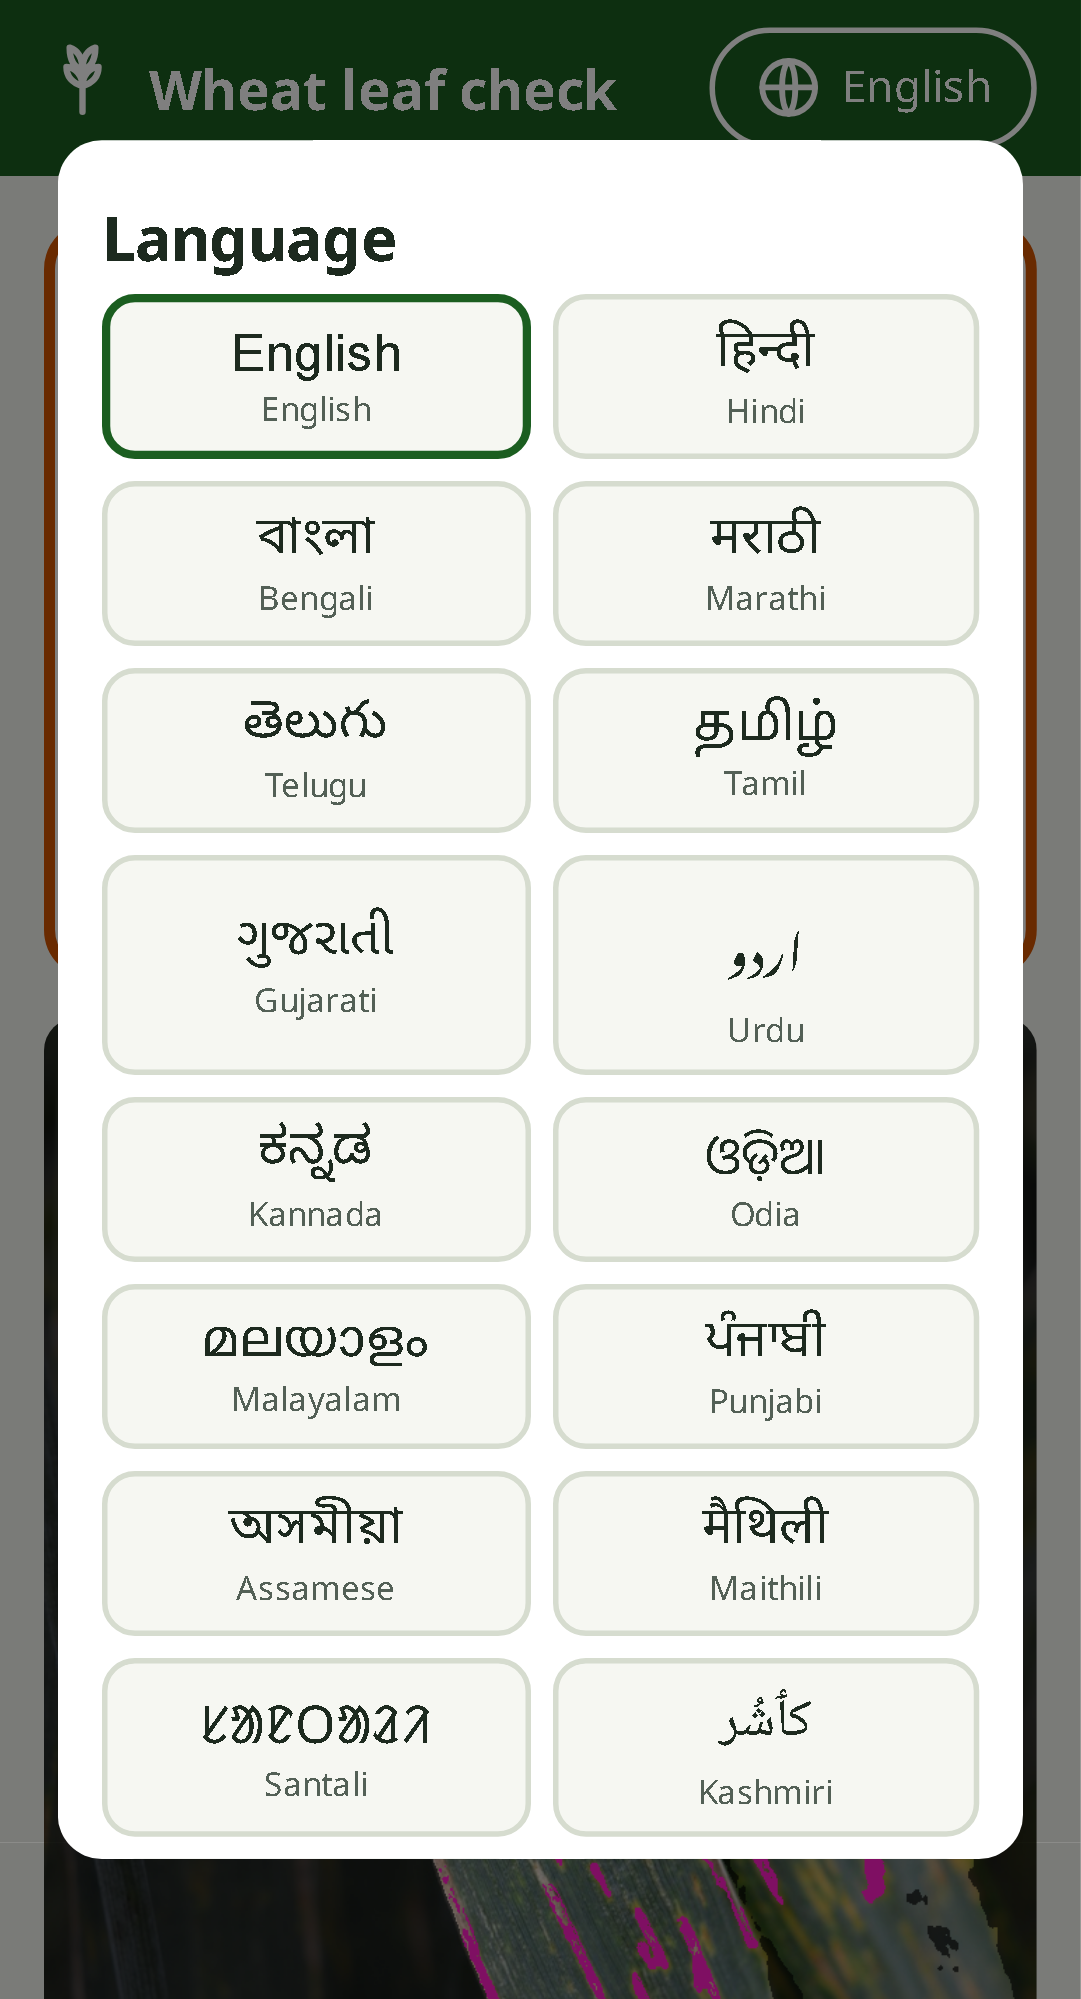 Wheat leaf check
English
Language
English
English
हिन्दी
Hindi
বাংলা
Bengali
मराठी
Marathi
తెలుగు
Telugu
தமிழ்
Tamil
ગુજરાતી
Gujarati
اردو
Urdu
ಕನ್ನಡ
Kannada
ଓଡ଼ିଆ
Odia
മലയാളം
Malayalam
ਪੰਜਾਬੀ
Punjabi
অসমীয়া
Assamese
मैथिली
Maithili
ᱥᱟᱱᱛᱟᱲᱤ
Santali
كٲشُر
Kashmiri